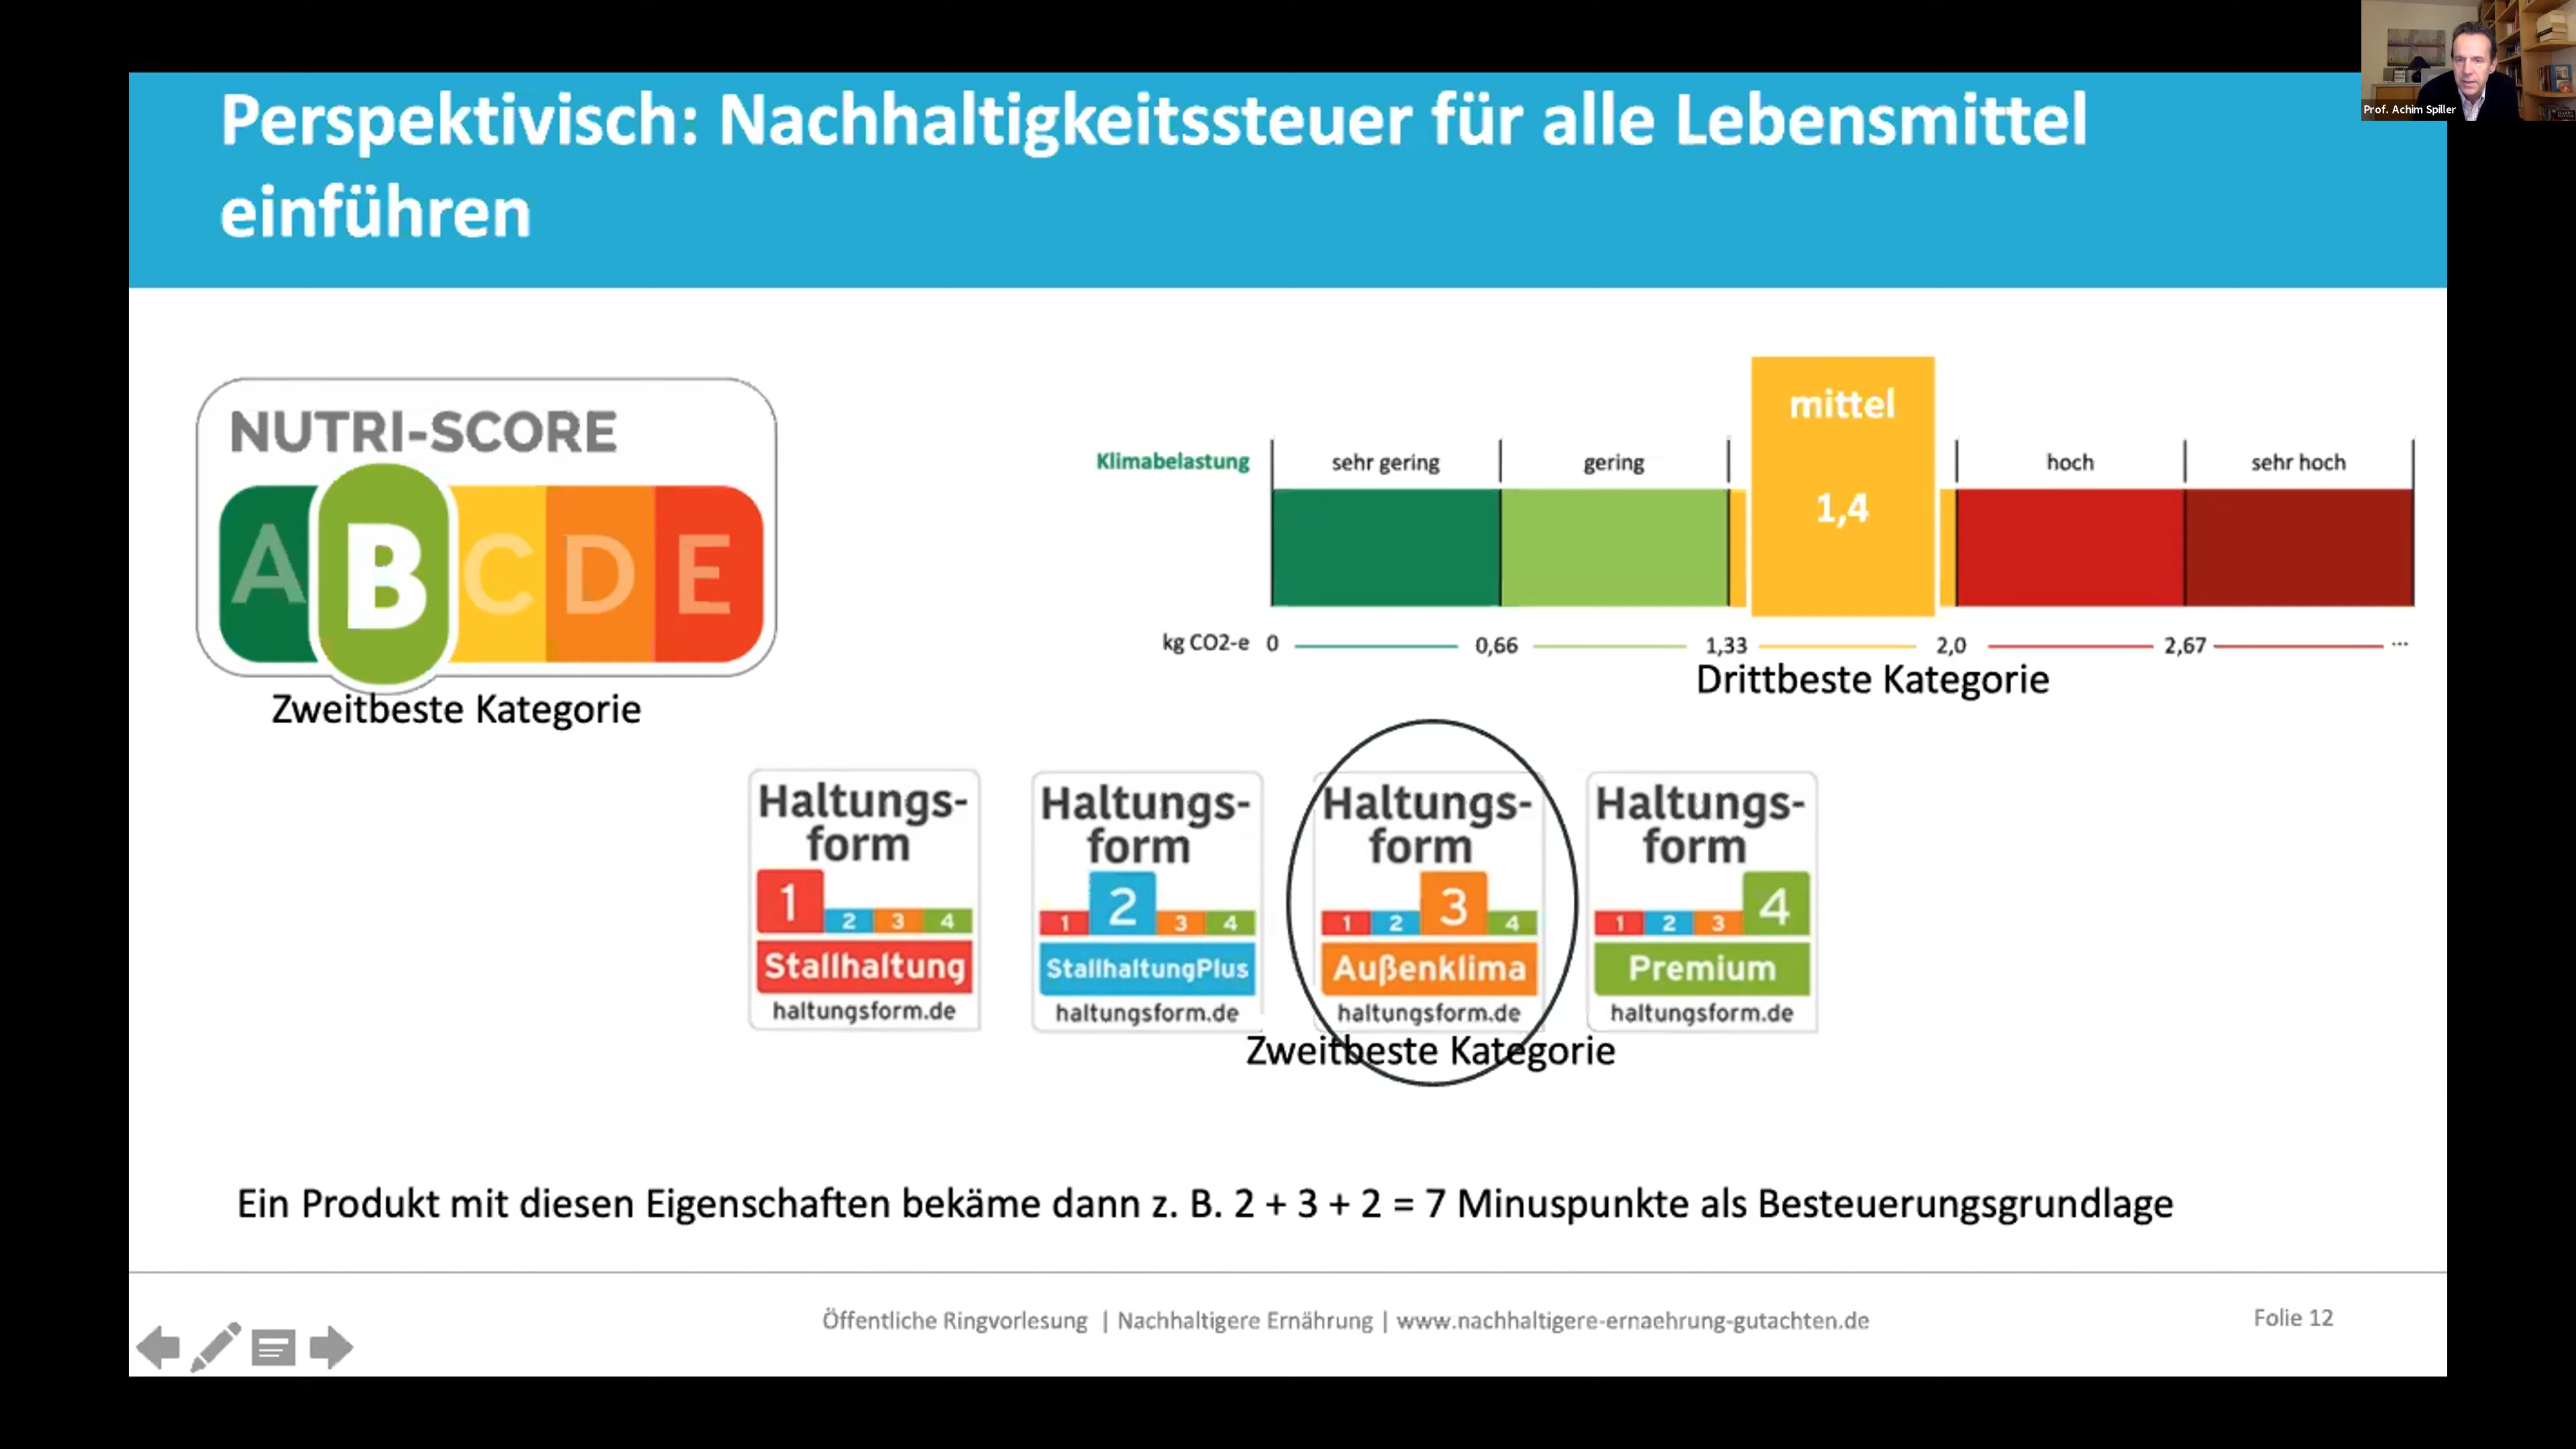 Prof. Achim Spiller
Perspektivisch: Nachhaltigkeitssteuer für alle Lebensmittel
einführen
NUTRI-SCORE
A B C D E
Zweitbeste Kategorie
mittel
1,4
Klimabelastung sehr gering gering hoch sehr hoch
kg CO2-e 0 0,66 1,33 2,0 2,67 ...
Drittbeste Kategorie
Haltungs-
form
1 2 3 4
Stallhaltung
haltungsform.de
Haltungs-
form
1 2 3 4
StallhaltungPlus
haltungsform.de
Haltungs-
form
1 2 3 4
Außenklima
haltungsform.de
Haltungs-
form
1 2 3 4
Premium
haltungsform.de
Zweitbeste Kategorie
Ein Produkt mit diesen Eigenschaften bekäme dann z. B. 2 + 3 + 2 = 7 Minuspunkte als Besteuerungsgrundlage
Öffentliche Ringvorlesung | Nachhaltigere Ernährung | www.nachhaltigere-ernaehrung-gutachten.de
Folie 12